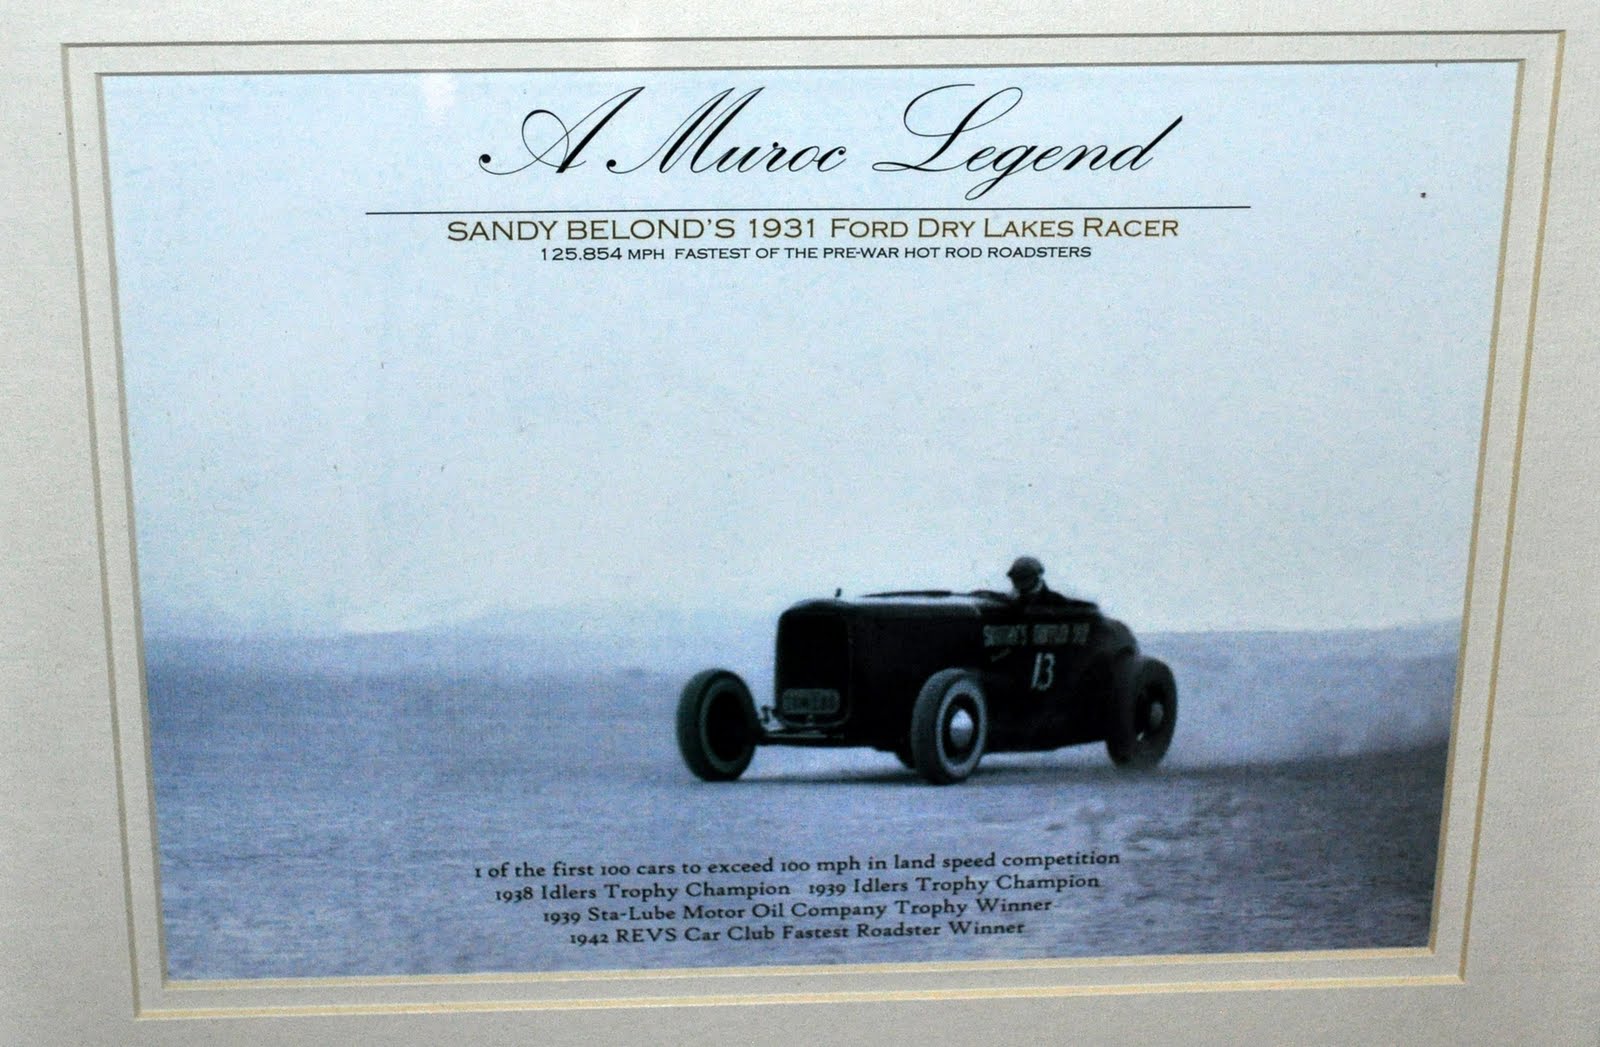 A Muroc Legend
SANDY BELOND'S 1931 FORD DRY LAKES RACER
125.854 MPH FASTEST OF THE PRE-WAR HOT ROD ROADSTERS
13
1 of the first 100 cars to exceed 100 mph in land speed competition
1938 Idlers Trophy Champion 1939 Idlers Trophy Champion
1939 Sta-Lube Motor Oil Company Trophy Winner
1942 REVS Car Club Fastest Roadster Winner